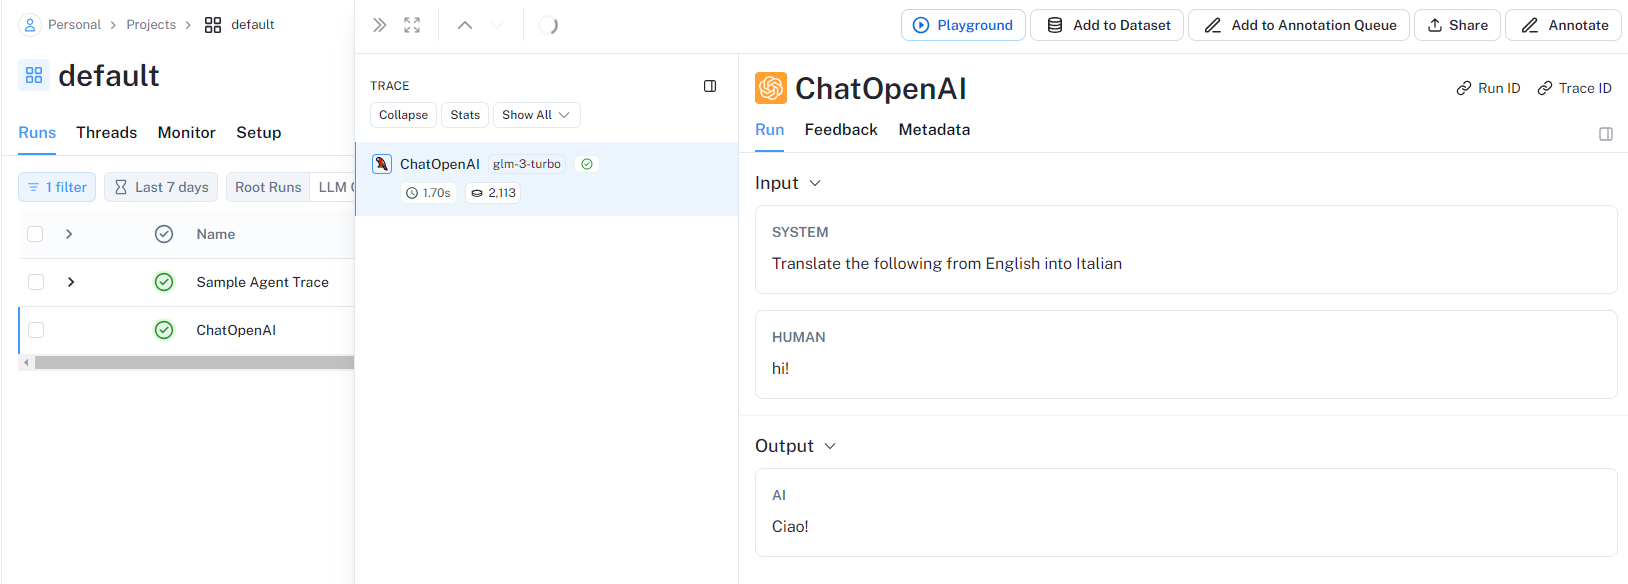 Personal > Projects > default
default
Runs Threads Monitor Setup
1 filter Last 7 days Root Runs LLM
Name
Sample Agent Trace
ChatOpenAI
Playground Add to Dataset Add to Annotation Queue Share Annotate
TRACE
Collapse Stats Show All
ChatOpenAI glm-3-turbo
1.70s 2,113
ChatOpenAI
Run ID Trace ID
Run Feedback Metadata
Input
SYSTEM
Translate the following from English into Italian
HUMAN
hi!
Output
AI
Ciao!